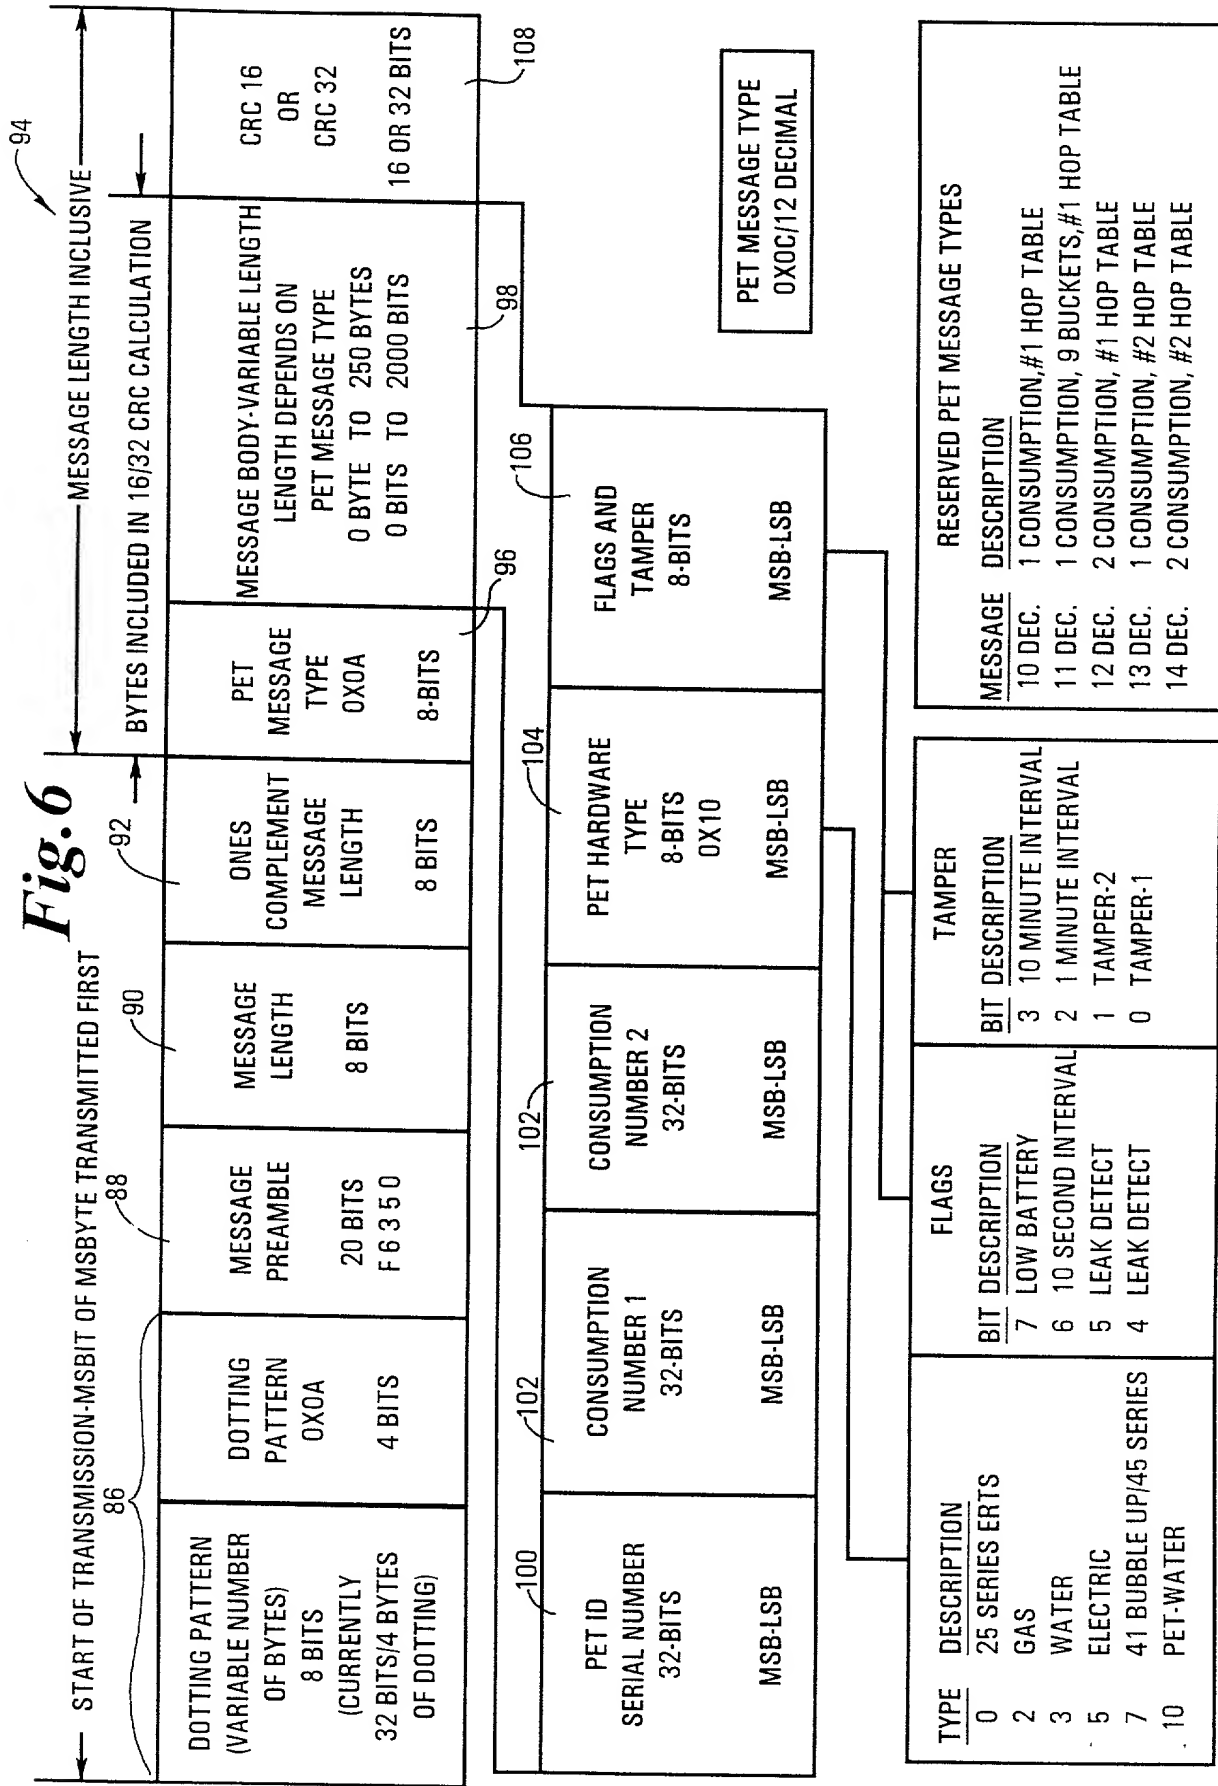 Fig.6
94
START OF TRANSMISSION-MSBIT OF MSBYTE TRANSMITTED FIRST
MESSAGE LENGTH INCLUSIVE
BYTES INCLUDED IN 16/32 CRC CALCULATION
86
88
90
92
DOTTING PATTERN
(VARIABLE NUMBER
OF BYTES)
8 BITS
(CURRENTLY
32 BITS/4 BYTES
OF DOTTING)
DOTTING
PATTERN
0X0A
4 BITS
MESSAGE
PREAMBLE
20 BITS
F 6 3 5 0
MESSAGE
LENGTH
8 BITS
ONES
COMPLEMENT
MESSAGE
LENGTH
8 BITS
PET
MESSAGE
TYPE
0X0A
8-BITS
96
MESSAGE BODY-VARIABLE LENGTH
LENGTH DEPENDS ON
PET MESSAGE TYPE
0 BYTE TO 250 BYTES
0 BITS TO 2000 BITS
98
CRC 16
OR
CRC 32
16 OR 32 BITS
108
100
102
102
104
106
PET ID
SERIAL NUMBER
32-BITS
MSB-LSB
CONSUMPTION
NUMBER 1
32-BITS
MSB-LSB
CONSUMPTION
NUMBER 2
32-BITS
MSB-LSB
PET HARDWARE
TYPE
8-BITS
0X10
MSB-LSB
FLAGS AND
TAMPER
8-BITS
MSB-LSB
PET MESSAGE TYPE
0X0C/12 DECIMAL
TYPE DESCRIPTION
0 25 SERIES ERTS
2 GAS
3 WATER
5 ELECTRIC
7 41 BUBBLE UP/45 SERIES
10 PET-WATER
FLAGS
BIT DESCRIPTION
7 LOW BATTERY
6 10 SECOND INTERVAL
5 LEAK DETECT
4 LEAK DETECT
TAMPER
BIT DESCRIPTION
3 10 MINUTE INTERVAL
2 1 MINUTE INTERVAL
1 TAMPER-2
0 TAMPER-1
RESERVED PET MESSAGE TYPES
MESSAGE DESCRIPTION
10 DEC. 1 CONSUMPTION,#1 HOP TABLE
11 DEC. 1 CONSUMPTION, 9 BUCKETS,#1 HOP TABLE
12 DEC. 2 CONSUMPTION, #1 HOP TABLE
13 DEC. 1 CONSUMPTION, #2 HOP TABLE
14 DEC. 2 CONSUMPTION, #2 HOP TABLE